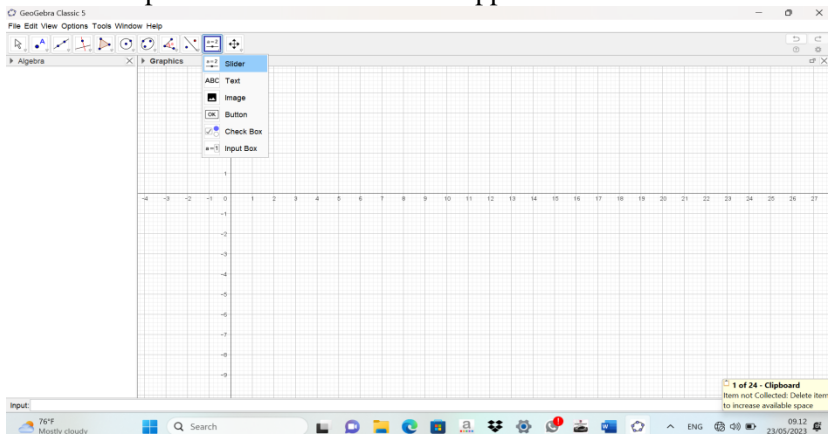 GeoGebra Classic 5
File Edit View Options Tools Window Help
Algebra
Graphics
a=2 Slider
ABC Text
Image
OK Button
Check Box
a=1 Input Box
1
-4 -3 -2 -1 0 1 2 3 4 5 6 7 8 9 10 11 12 13 14 15 16 17 18 19 20 21 22 23 24 25 26 27
-1
-2
-3
-4
-5
-6
-7
-8
-9
1 of 24 - Clipboard
Item not Collected: Delete item
to increase available space
Input:
76°F
Mostly cloudy
Search
ENG
09.12
23/05/2023